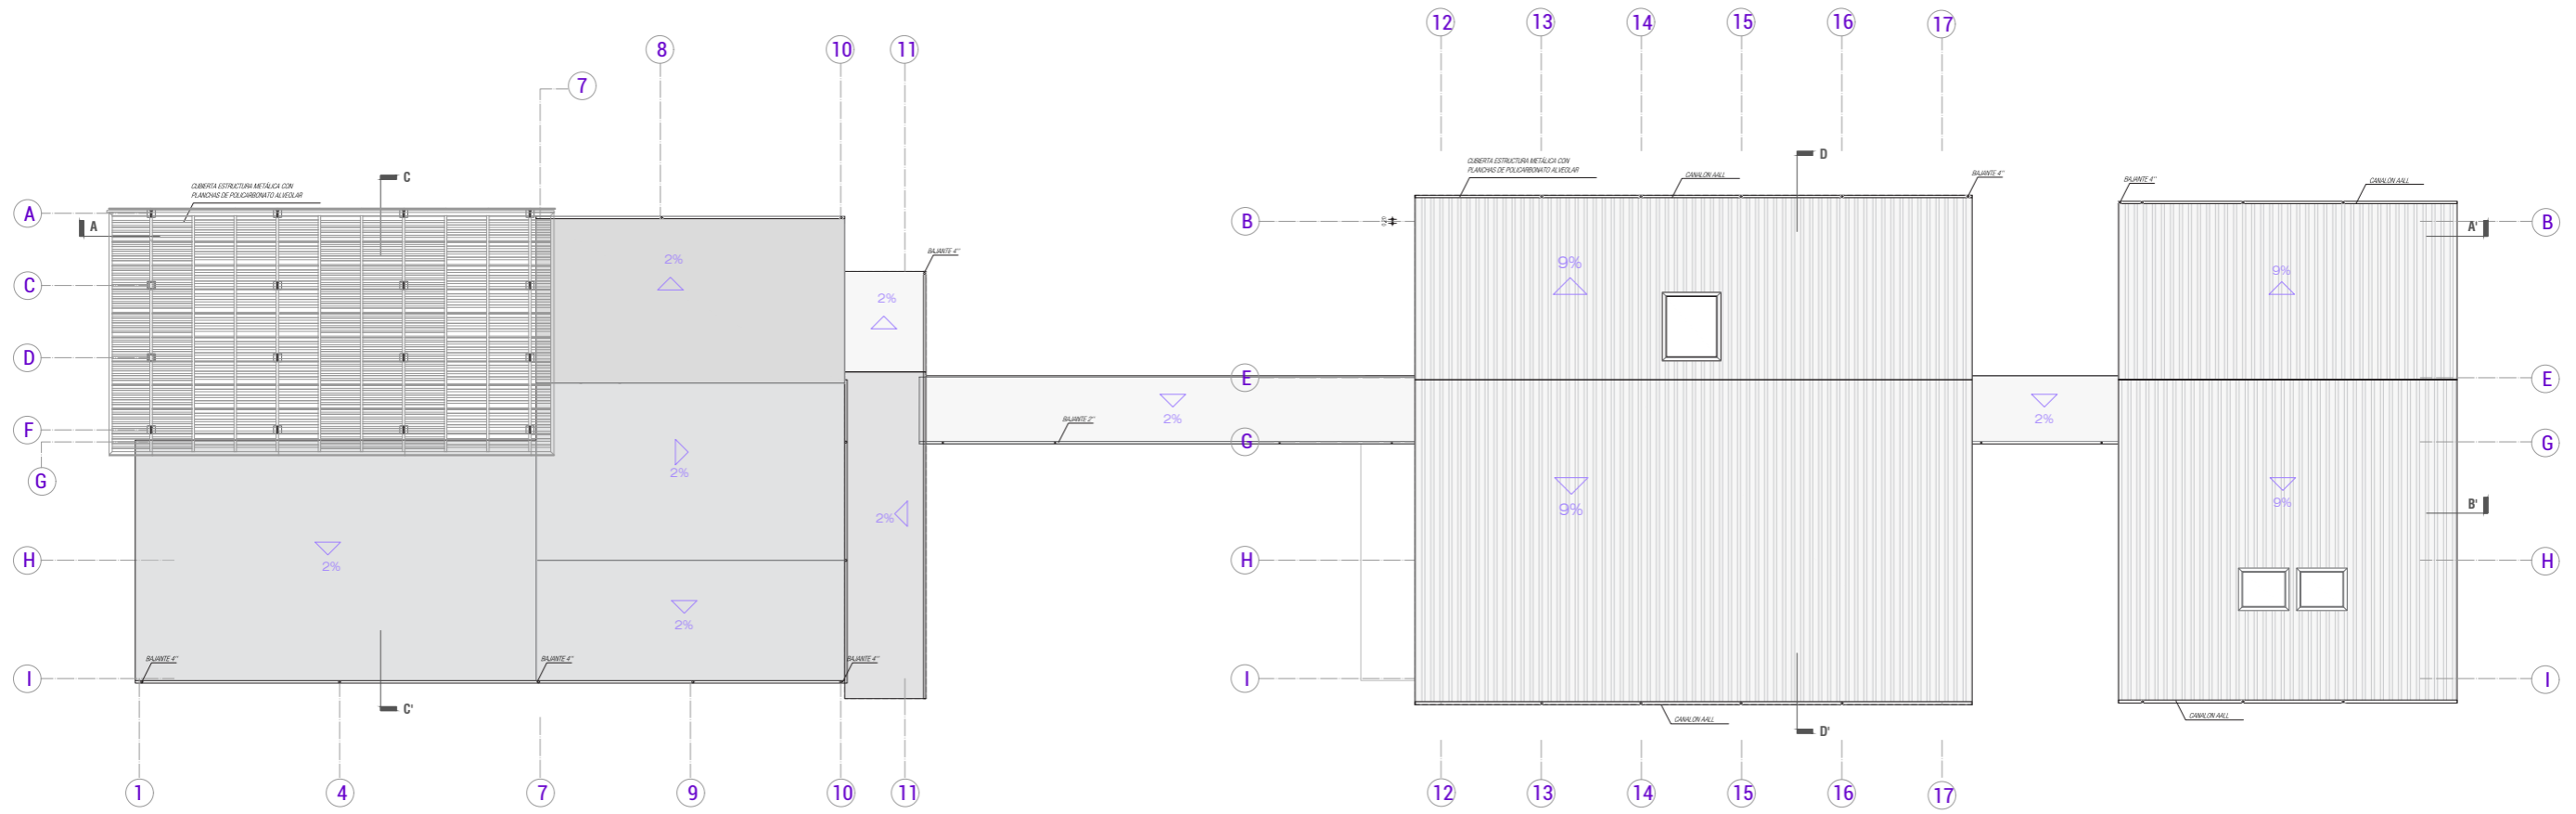 12 13 14 15 16 17
8 10 11
7
CUBIERTA ESTRUCTURA METÁLICA CON
PLANCHAS DE POLICARBONATO ALVEOLAR
C
A
A
C
D
F
G
H
I
2%
2%
BAJANTE 4"
2%
2%
2%
2%
BAJANTE 4"
BAJANTE 4"
BAJANTE 4"
C'
1 4 7 9 10 11
2%
BAJANTE 2"
CUBIERTA ESTRUCTURA METÁLICA CON
PLANCHAS DE POLICARBONATO ALVEOLAR
CANALON AALL
D
BAJANTE 4"
B
E
G
H
I
9%
9%
CANALON AALL
D'
12 13 14 15 16 17
2%
BAJANTE 4"
CANALON AALL
A'
B
9%
E
G
9%
B'
H
I
CANALON AALL